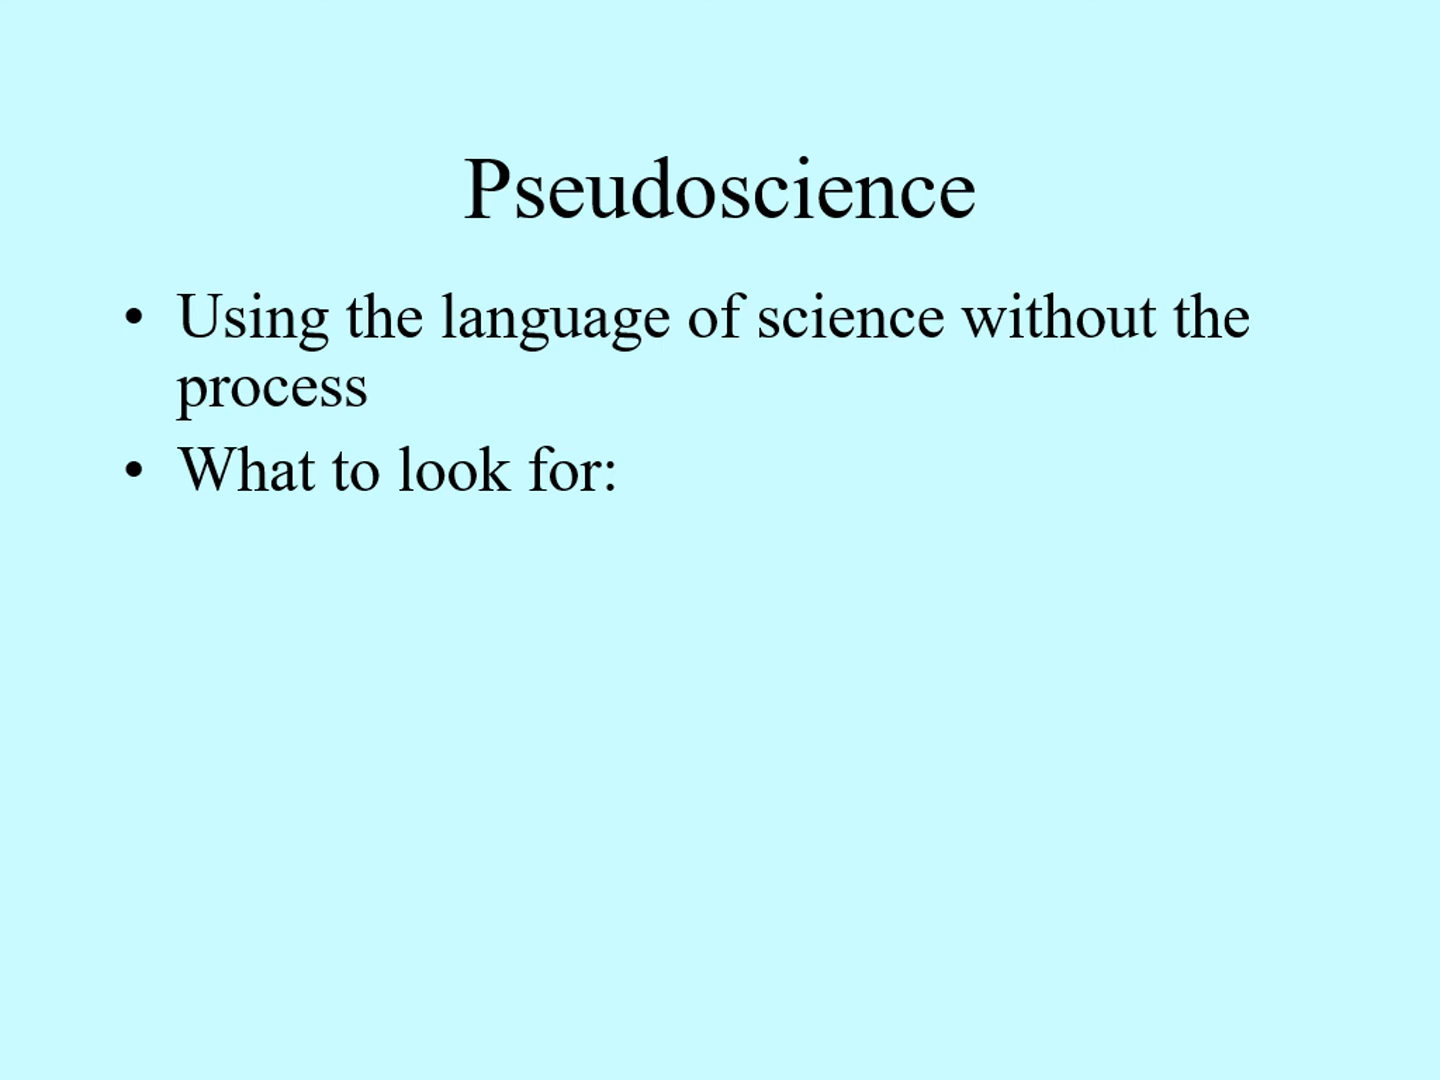 Pseudoscience
• Using the language of science without the
process
• What to look for: